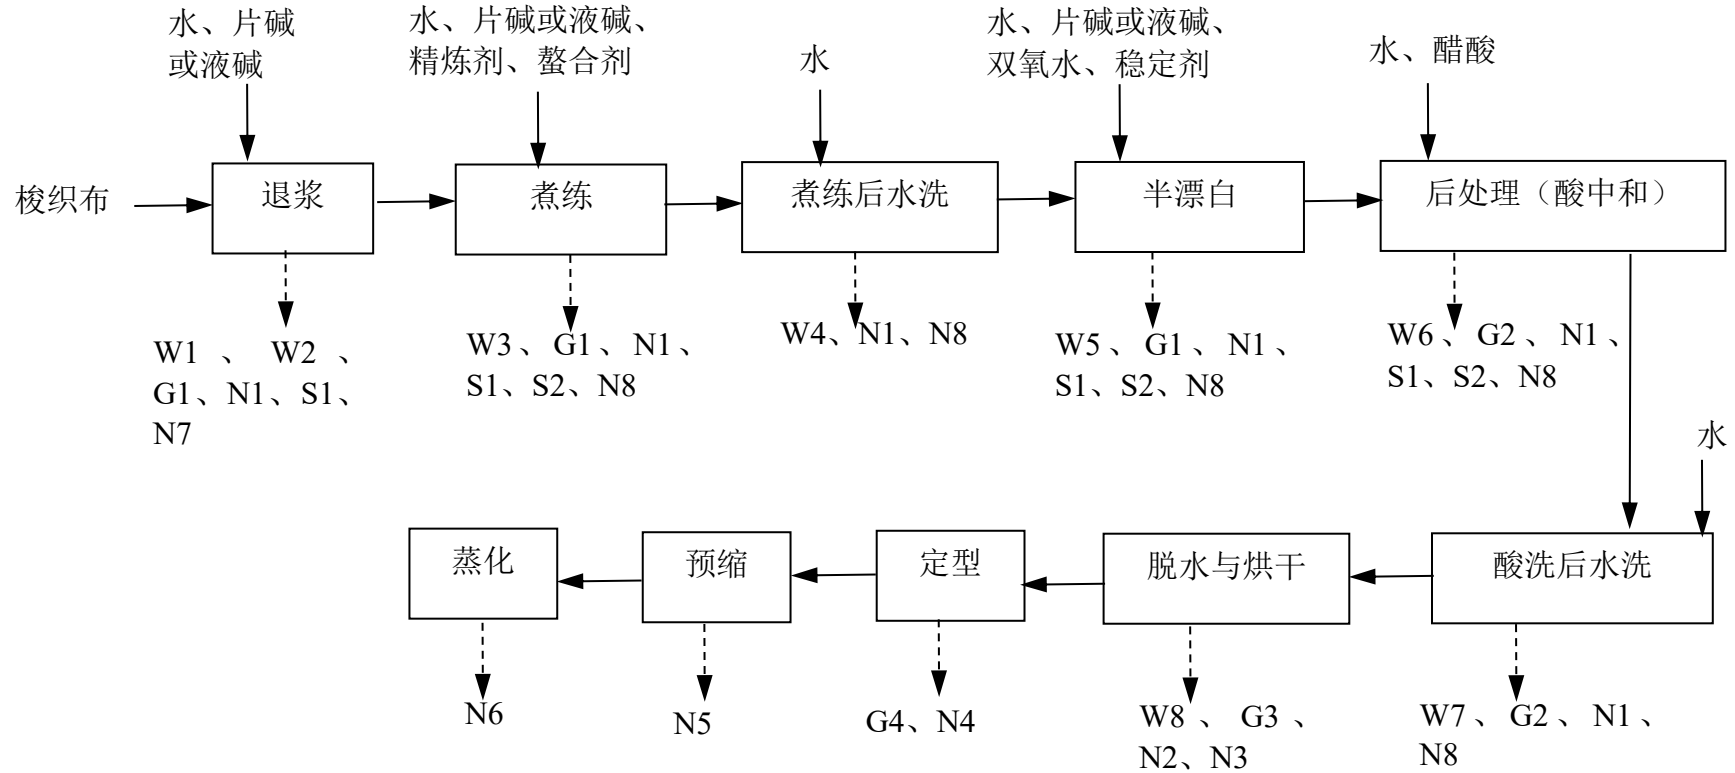 水、片碱
或液碱
水、片碱或液碱、
精炼剂、螯合剂
水
水、片碱或液碱、
双氧水、稳定剂
水、醋酸
梭织布
退浆
煮练
煮练后水洗
半漂白
后处理（酸中和）
W1、W2、
G1、N1、S1、
N7
W3、G1、N1、
S1、S2、N8
W4、N1、N8
W5、G1、N1、
S1、S2、N8
W6、G2、N1、
S1、S2、N8
水
蒸化
预缩
定型
脱水与烘干
酸洗后水洗
N6
N5
G4、N4
W8、G3、
N2、N3
W7、G2、N1、
N8